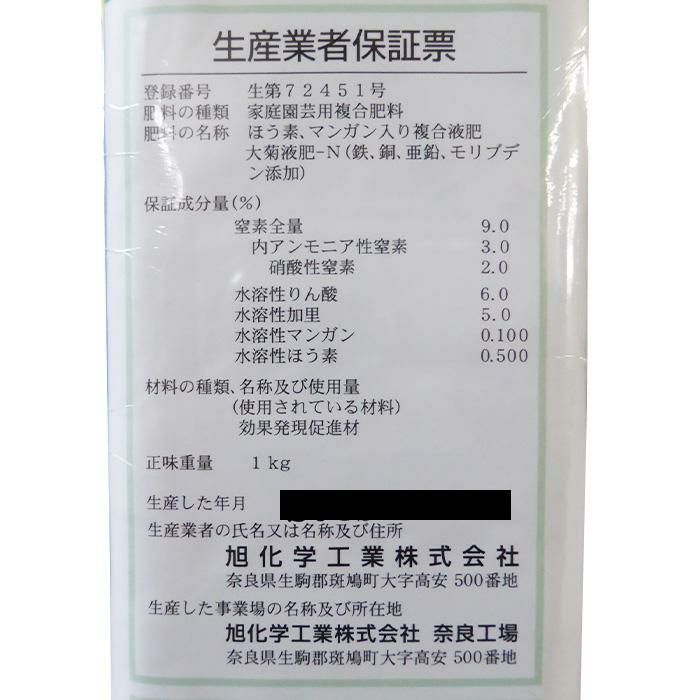 生産業者保証票
登録番号 生第72451号
肥料の種類 家庭園芸用複合肥料
肥料の名称 ほう素、マンガン入り複合液肥
大菊液肥-N(鉄、銅、亜鉛、モリブデ
ン添加)
保証成分量(%)
窒素全量 9.0
内アンモニア性窒素 3.0
硝酸性窒素 2.0
水溶性りん酸 6.0
水溶性加里 5.0
水溶性マンガン 0.100
水溶性ほう素 0.500
材料の種類、名称及び使用量
(使用されている材料)
効果発現促進材
正味重量 1kg
生産した年月
生産業者の氏名又は名称及び住所
旭化学工業株式会社
奈良県生駒郡斑鳩町大字高安 500番地
生産した事業場の名称及び所在地
旭化学工業株式会社 奈良工場
奈良県生駒郡斑鳩町大字高安 500番地